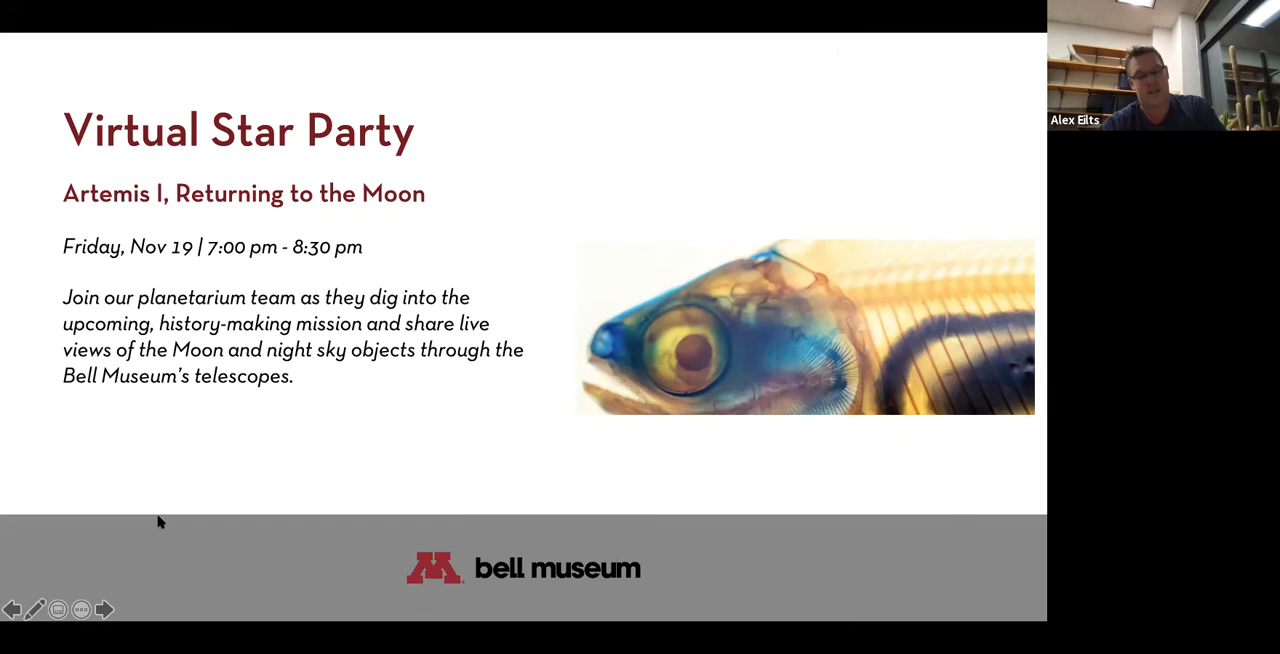 Virtual Star Party
Artemis I, Returning to the Moon
Friday, Nov 19 | 7:00 pm - 8:30 pm
Join our planetarium team as they dig into the
upcoming, history-making mission and share live
views of the Moon and night sky objects through the
Bell Museum's telescopes.
M bell museum
Alex Eilts